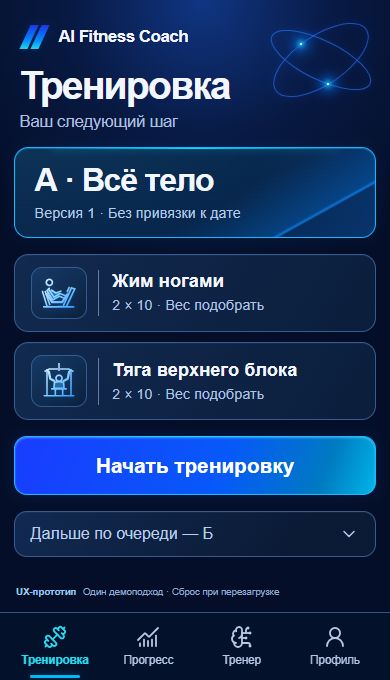 AI Fitness Coach
Тренировка
Ваш следующий шаг
А · Всё тело
Версия 1 · Без привязки к дате
Жим ногами
2 × 10 · Вес подобрать
Тяга верхнего блока
2 × 10 · Вес подобрать
Начать тренировку
Дальше по очереди — Б
UX-прототип Один демоподход · Сброс при перезагрузке
Тренировка Прогресс Тренер Профиль